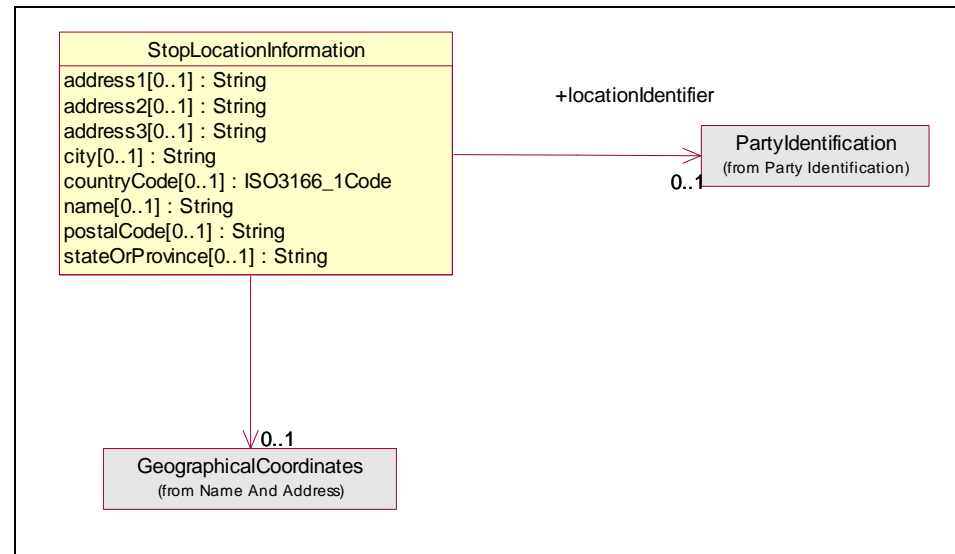 StopLocationInformation
address1[0..1] : String
address2[0..1] : String
address3[0..1] : String
city[0..1] : String
countryCode[0..1] : ISO3166_1Code
name[0..1] : String
postalCode[0..1] : String
stateOrProvince[0..1] : String
+locationIdentifier
PartyIdentification
(from Party Identification)
0..1
0..1
GeographicalCoordinates
(from Name And Address)